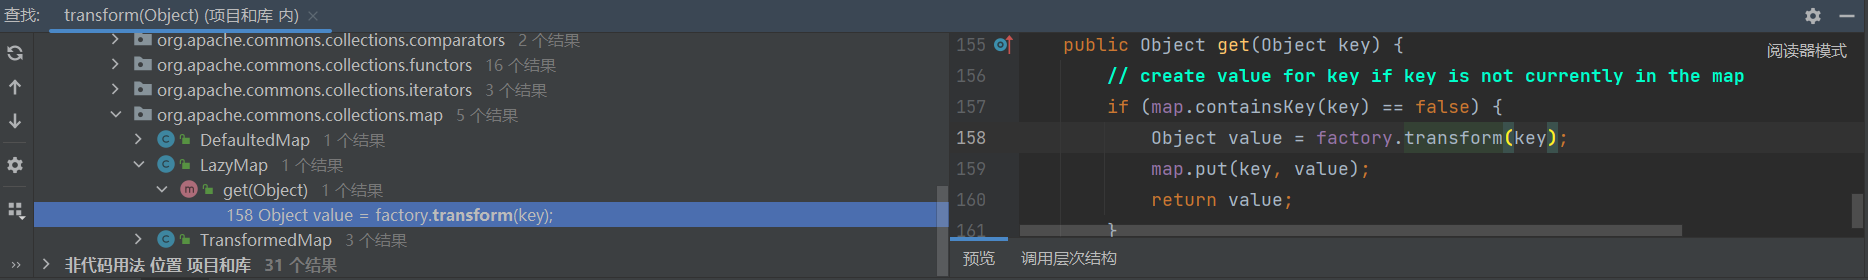 查找: transform(Object) (项目和库 内) ×
org.apache.commons.collections.comparators 2 个结果
org.apache.commons.collections.functors 16 个结果
org.apache.commons.collections.iterators 3 个结果
org.apache.commons.collections.map 5 个结果
DefaultedMap 1 个结果
LazyMap 1 个结果
get(Object) 1 个结果
158 Object value = factory.transform(key);
TransformedMap 3 个结果
非代码用法 位置 项目和库 31 个结果
155 public Object get(Object key) {
阅读器模式
156 // create value for key if key is not currently in the map
157 if (map.containsKey(key) == false) {
158 Object value = factory.transform(key);
159 map.put(key, value);
160 return value;
161 }
预览 调用层次结构